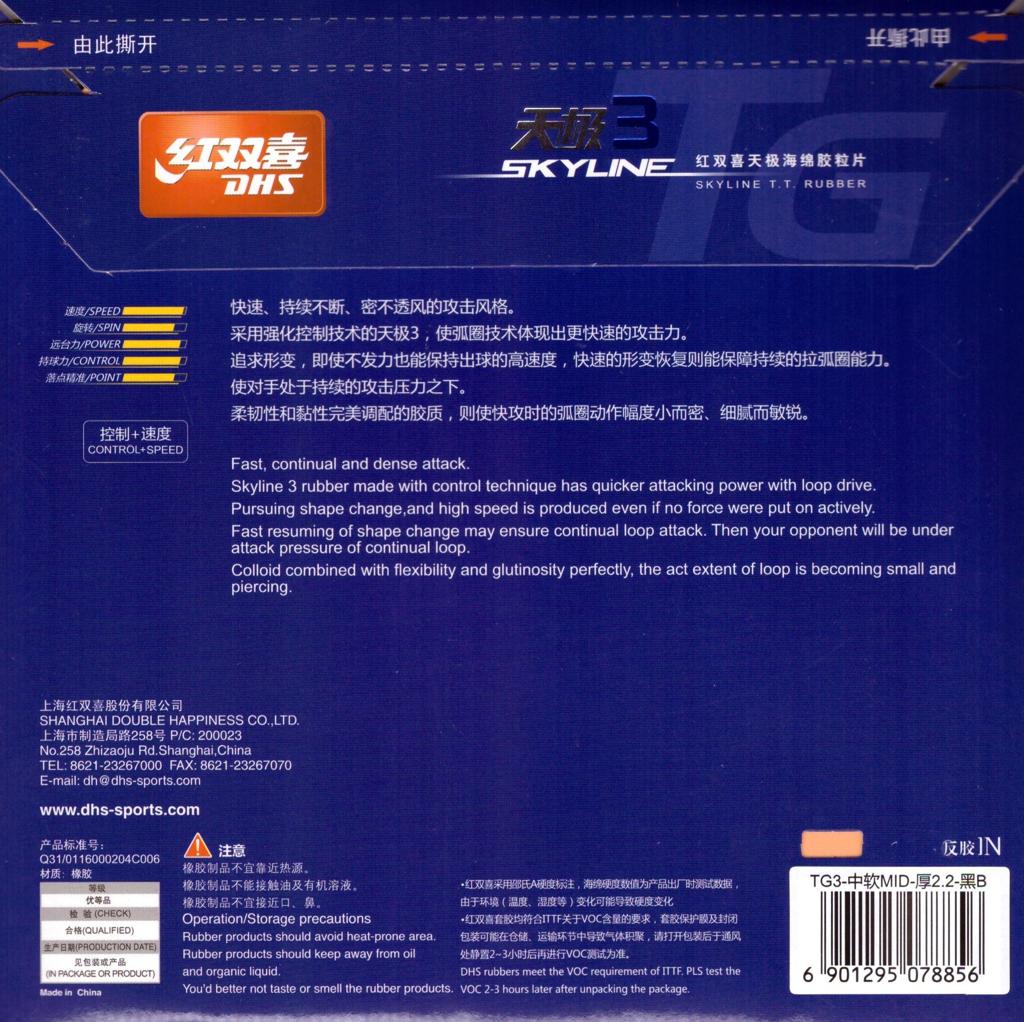 由此撕开
由此撕开
红双喜
DHS
天极3
SKYLINE
红双喜天极海绵胶粒片
SKYLINE T.T. RUBBER
TG
速度/SPEED
旋转/SPIN
远台力/POWER
持球力/CONTROL
落点精准/POINT
控制+速度
CONTROL+SPEED
快速、持续不断、密不透风的攻击风格。
采用强化控制技术的天极3，使弧圈技术体现出更快速的攻击力。
追求形变，即使不发力也能保持出球的高速度，快速的形变恢复则能保障持续的拉弧圈能力。
使对手处于持续的攻击压力之下。
柔韧性和黏性完美调配的胶质，则使快攻时的弧圈动作幅度小而密、细腻而敏锐。
Fast, continual and dense attack.
Skyline 3 rubber made with control technique has quicker attacking power with loop drive.
Pursuing shape change,and high speed is produced even if no force were put on actively.
Fast resuming of shape change may ensure continual loop attack. Then your opponent will be under
attack pressure of continual loop.
Colloid combined with flexibility and glutinosity perfectly, the act extent of loop is becoming small and
piercing.
上海红双喜股份有限公司
SHANGHAI DOUBLE HAPPINESS CO.,LTD.
上海市制造局路258号 P/C: 200023
No.258 Zhizaoju Rd.Shanghai,China
TEL: 8621-23267000 FAX: 8621-23267070
E-mail: dh@dhs-sports.com
www.dhs-sports.com
产品标准号:
Q31/0116000204C006
材质: 橡胶
等级
优等品
检 验 (CHECK)
合格(QUALIFIED)
生产日期(PRODUCTION DATE)
见包装或产品
(IN PACKAGE OR PRODUCT)
Made in China
注意
橡胶制品不宜靠近热源。
橡胶制品不能接触油及有机溶液。
橡胶制品不宜接近口、鼻。
Operation/Storage precautions
Rubber products should avoid heat-prone area.
Rubber products should keep away from oil
and organic liquid.
You'd better not taste or smell the rubber products.
•红双喜采用邵氏A硬度标注，海绵硬度数值为产品出厂时测试数据，
由于环境（温度、湿度等）变化可能导致硬度变化
•红双喜套胶均符合ITTF关于VOC含量的要求，套胶保护膜及封闭
包装可能在仓储、运输环节中导致气体积聚，请打开包装后于通风
处静置2~3小时后再进行VOC测试为准。
DHS rubbers meet the VOC requirement of ITTF. PLS test the
VOC 2-3 hours later after unpacking the package.
反胶IN
TG3-中软MID-厚2.2-黑B
6 901295 078856